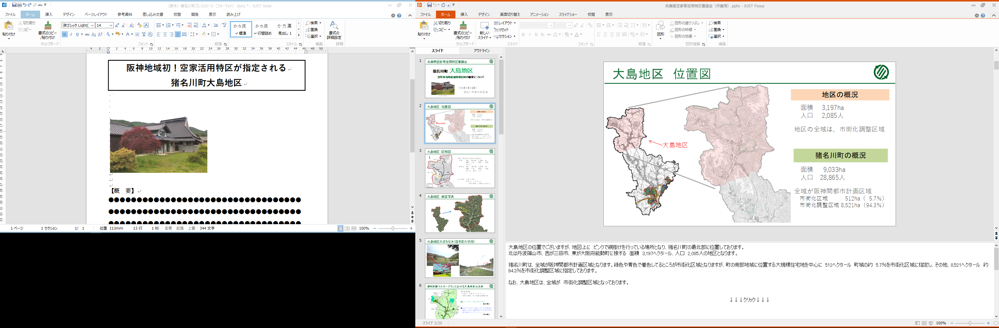 （原本）猪名川町プレスリリース（フォーマット）.docx * - JUST Note
ファイル ホーム 挿入 デザイン ページレイアウト 参考資料 差し込み文書 校閲 開発 表示 読み上げ
貼り付け 切り取り コピー 書式のコピー/貼り付け クリップボード
游ゴシック Light(. 14 フォント 段落
かヵ漢 標準 かヵ漢 行間詰め かヵ漢 見出し 1 スタイル
検索 置換 選択 編集 書式の詳細設定 詳細
阪神地域初！空家活用特区が指定される
猪名川町大島地区
【概　要】
●●●●●●●●●●●●●●●●●●●●●●●●●●●●●●●●●●
●●●●●●●●●●●●●●●●●●●●●●●●●●●●●●●●●●
1 ページ 1 セクション 1/ 1 位置 113mm 13 行 1 桁 変更 拡張 上書 344 文字 100%
兵庫県空家等活用特区審議会（作業用）.pptx - JUST Focus
ファイル ホーム 挿入 デザイン 画面切り替え アニメーション スライドショー 校閲 表示
貼り付け 切り取り コピー 書式のコピー/貼り付け クリップボード
新しいスライド レイアウト リセット セクション スライド フォント 段落
図形 図形の塗りつぶし 図形の枠線 図形の効果 図形描画
検索 置換 選択 編集
スライド アウトライン
1 兵庫県空家等活用特区審議会
猪名川町 大島地区
空家等活用促進特別区域の指定について
令和6年5月29日
2 大島地区 位置図
3 大島地区 区域図
4 大島地区 航空写真
5 大島地区のまちなみ(空き家の状況)
6 都市計画マスタープランにおける大島地区の方針
大島地区　位置図
大島地区
地区の概況
面積　3,197ha
人口　2,085人
地区の全域は、市街化調整区域
猪名川町の概況
面積　9,033ha
人口　28,865人
全域が阪神間都市計画区域
市街化区域　512ha（ 5.7%）
市街化調整区域 8,521ha（94.3%）
大島地区の位置でございますが、地図上に　ピンクで網掛けを行っている場所となり、猪名川町の最北部に位置しております。
北は丹波篠山市、西が三田市、東が大阪府能勢町に接する　面積　3,197ヘクタール、人口　2,085人の地区となります。
猪名川町は、全域が阪神間都市計画区域となります。緑色や青色で着色してるところが市街化区域となりますが、町の南部地域に位置する大規模住宅地を中心に　512ヘクタール　町域の約　5.7%を市街化区域に指定し、その他、8,521ヘクタール　約
94.3%を市街化調整区域に指定しております。
なお、大島地区は、全域が　市街化調整区域となっております。
↓↓↓クリック↓↓↓
スライド 2/20 100%